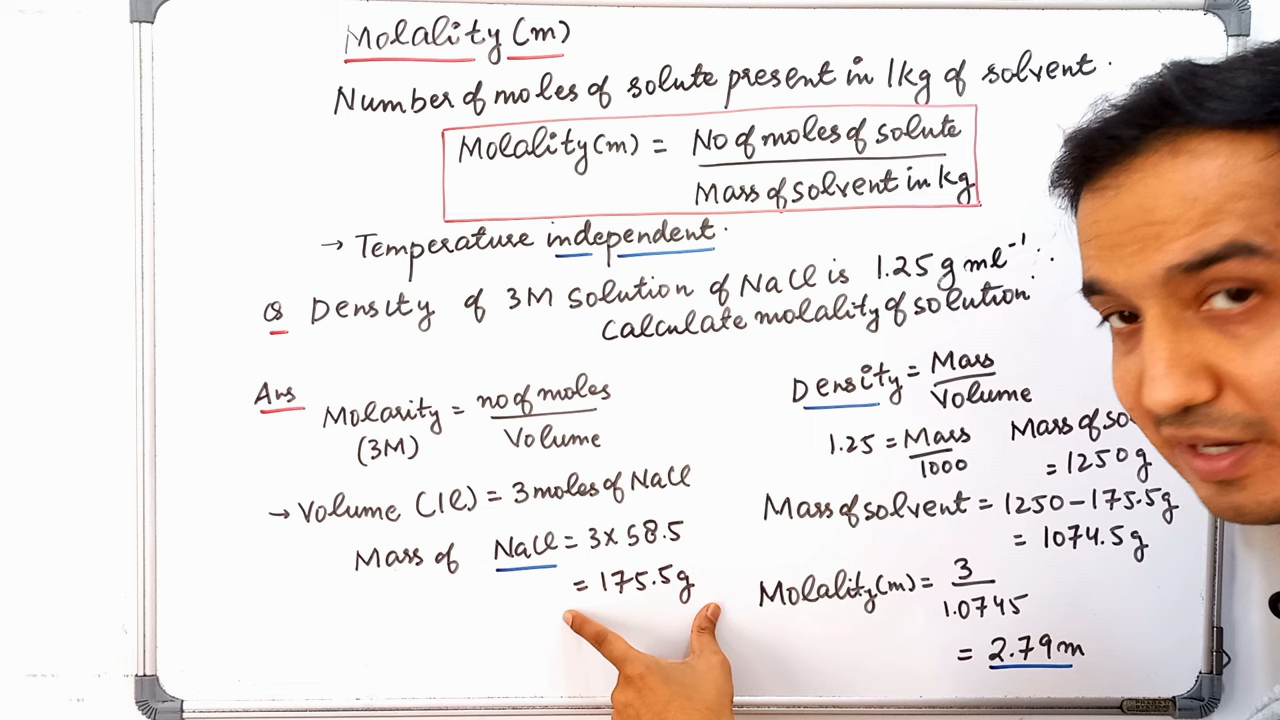 Molality (m)
Number of moles of solute present in 1kg of solvent.
Molality (m) = No of moles of solute
Mass of solvent in kg
→ Temperature independent.
Q Density of 3M solution of NaCl is 1.25 g ml⁻¹.
Calculate molality of solution.
Ans
Molarity = no of moles
(3M) Volume
→ Volume (1l) = 3 moles of NaCl
Mass of NaCl = 3 x 58.5
= 175.5g
Density = Mass
Volume
1.25 = Mass
1000
Mass of
= 1250g
Mass of solvent = 1250 - 175.5g
= 1074.5g
Molality (m) = 3
1.0745
= 2.79m